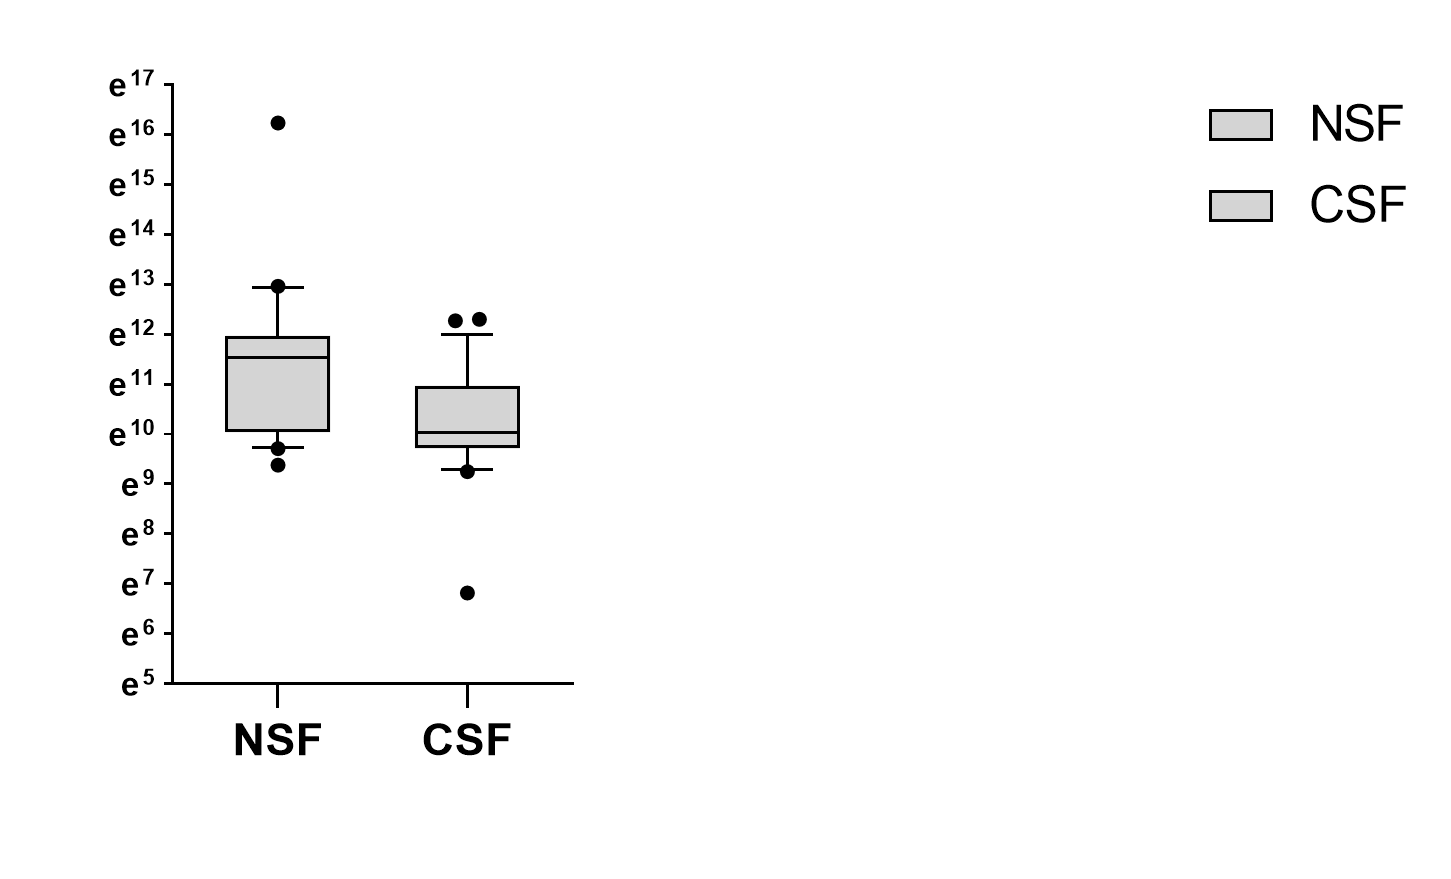 e¹⁷
e¹⁶
e¹⁵
e¹⁴
e¹³
e¹²
e¹¹
e¹⁰
e⁹
e⁸
e⁷
e⁶
e⁵
NSF CSF
NSF
CSF